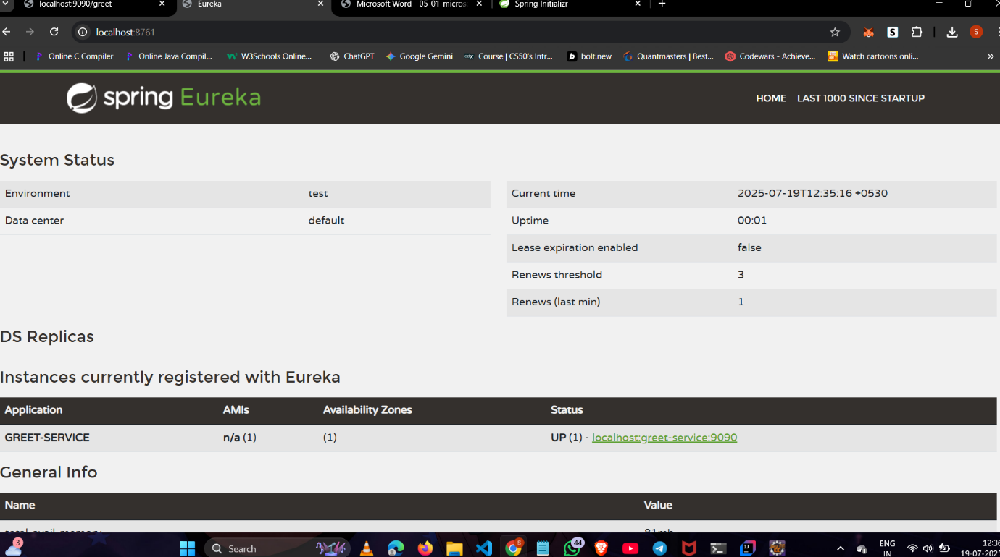 localhost:9090/greet
Eureka
Microsoft Word - 05-01-micros
Spring Initializr
localhost:8761
S
S
Online C Compiler
Online Java Compil...
W3Schools Online...
ChatGPT
Google Gemini
Course | CS50's Intr...
bolt.new
Quantmasters | Best...
Codewars - Achieve...
Watch cartoons onli...
spring Eureka
HOME
LAST 1000 SINCE STARTUP
System Status
Environment test
Data center default
Current time 2025-07-19T12:35:16 +0530
Uptime 00:01
Lease expiration enabled false
Renews threshold 3
Renews (last min) 1
DS Replicas
Instances currently registered with Eureka
Application AMIs Availability Zones Status
GREET-SERVICE n/a (1) (1) UP (1) - localhost:greet-service:9090
General Info
Name Value
total-avail-memory 81mb
3
Search
S
44
ENG
IN
12:36
19-07-2025